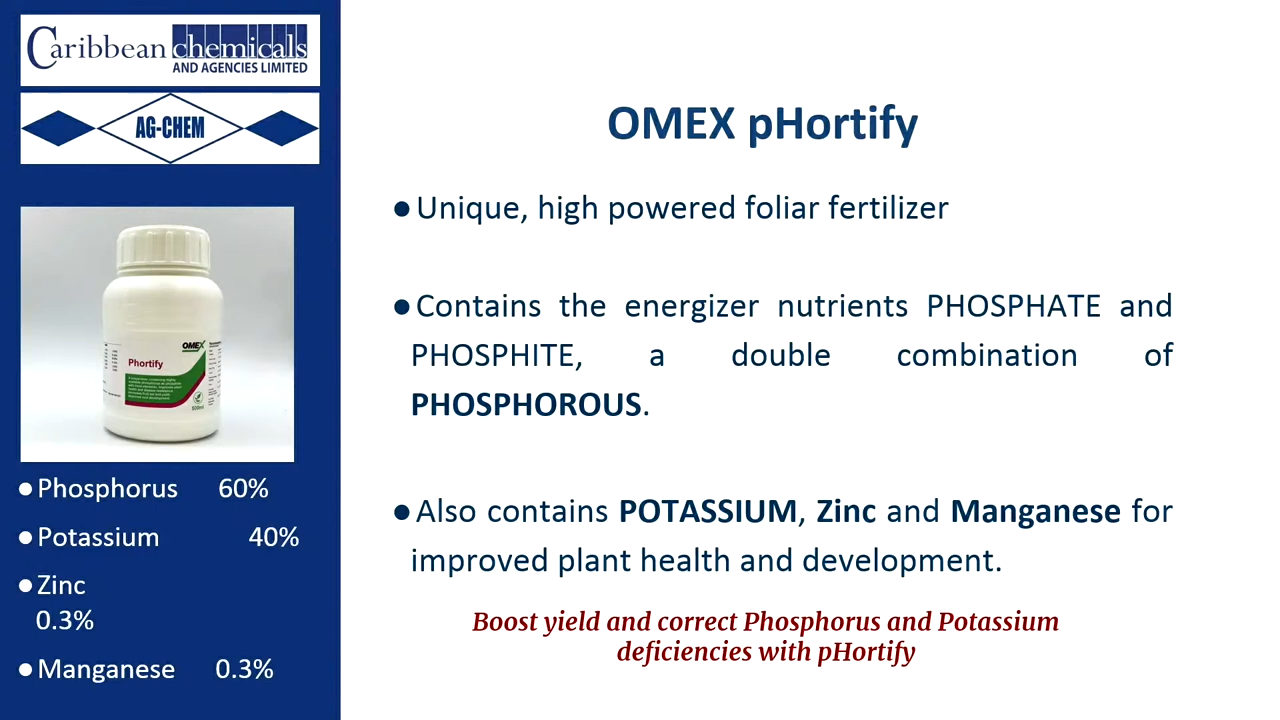 Caribbean chemicals
AND AGENCIES LIMITED
AG-CHEM
OMEX
Phortify
500ml
● Phosphorus 60%
● Potassium 40%
● Zinc
0.3%
● Manganese 0.3%
OMEX pHortify
● Unique, high powered foliar fertilizer
● Contains the energizer nutrients PHOSPHATE and
PHOSPHITE, a double combination of
PHOSPHOROUS.
● Also contains POTASSIUM, Zinc and Manganese for
improved plant health and development.
Boost yield and correct Phosphorus and Potassium
deficiencies with pHortify